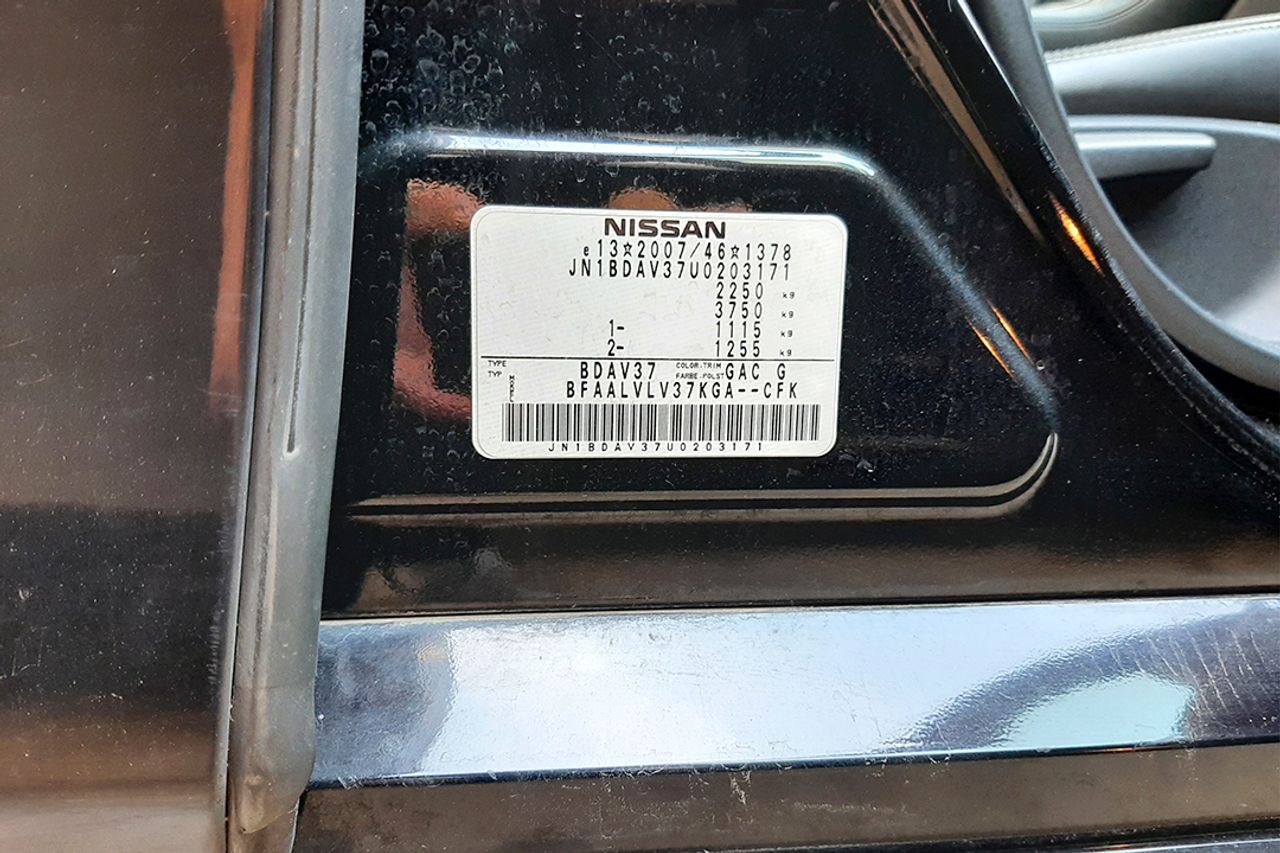 NISSAN
e13☆2007/46☆1378
JN1BDAV37U0203171
2250 kg
3750 kg
1- 1115 kg
2- 1255 kg
TYPE BDAV37 COLOR.TRIM GAC G
TYP FARBE.POLST
BFAALVLV37KGA--CFK
JN1BDAV37U0203171